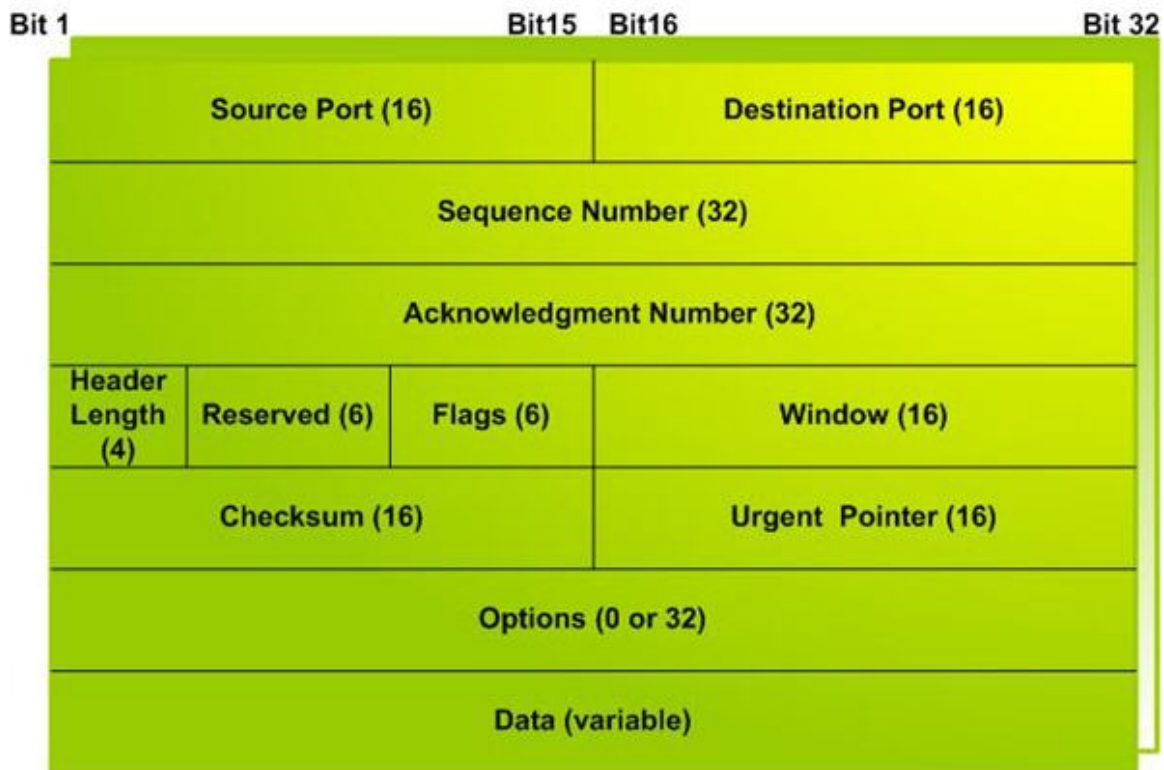 Bit 1 Bit15 Bit16 Bit 32
Source Port (16) Destination Port (16)
Sequence Number (32)
Acknowledgment Number (32)
Header
Length
(4)
Reserved (6) Flags (6) Window (16)
Checksum (16) Urgent Pointer (16)
Options (0 or 32)
Data (variable)